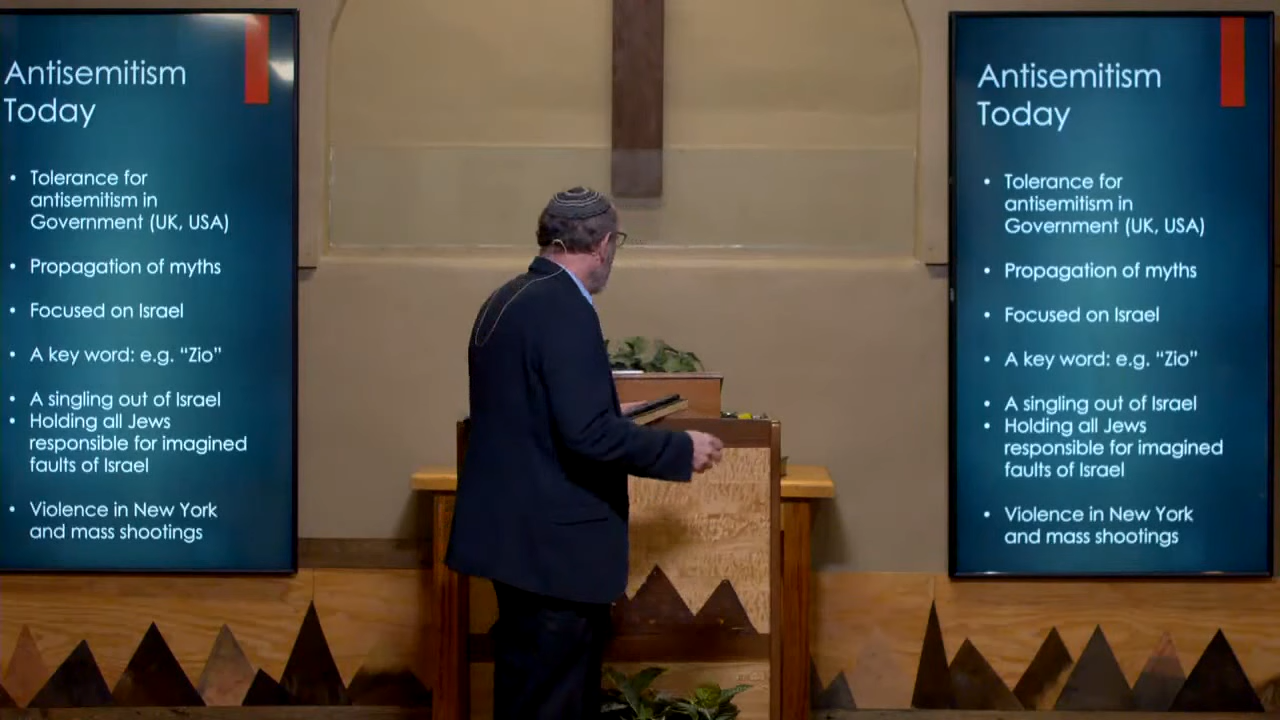 Antisemitism
Today
• Tolerance for
antisemitism in
Government (UK, USA)
• Propagation of myths
• Focused on Israel
• A key word: e.g. “Zio”
• A singling out of Israel
• Holding all Jews
responsible for imagined
faults of Israel
• Violence in New York
and mass shootings
Antisemitism
Today
• Tolerance for
antisemitism in
Government (UK, USA)
• Propagation of myths
• Focused on Israel
• A key word: e.g. “Zio”
• A singling out of Israel
• Holding all Jews
responsible for imagined
faults of Israel
• Violence in New York
and mass shootings